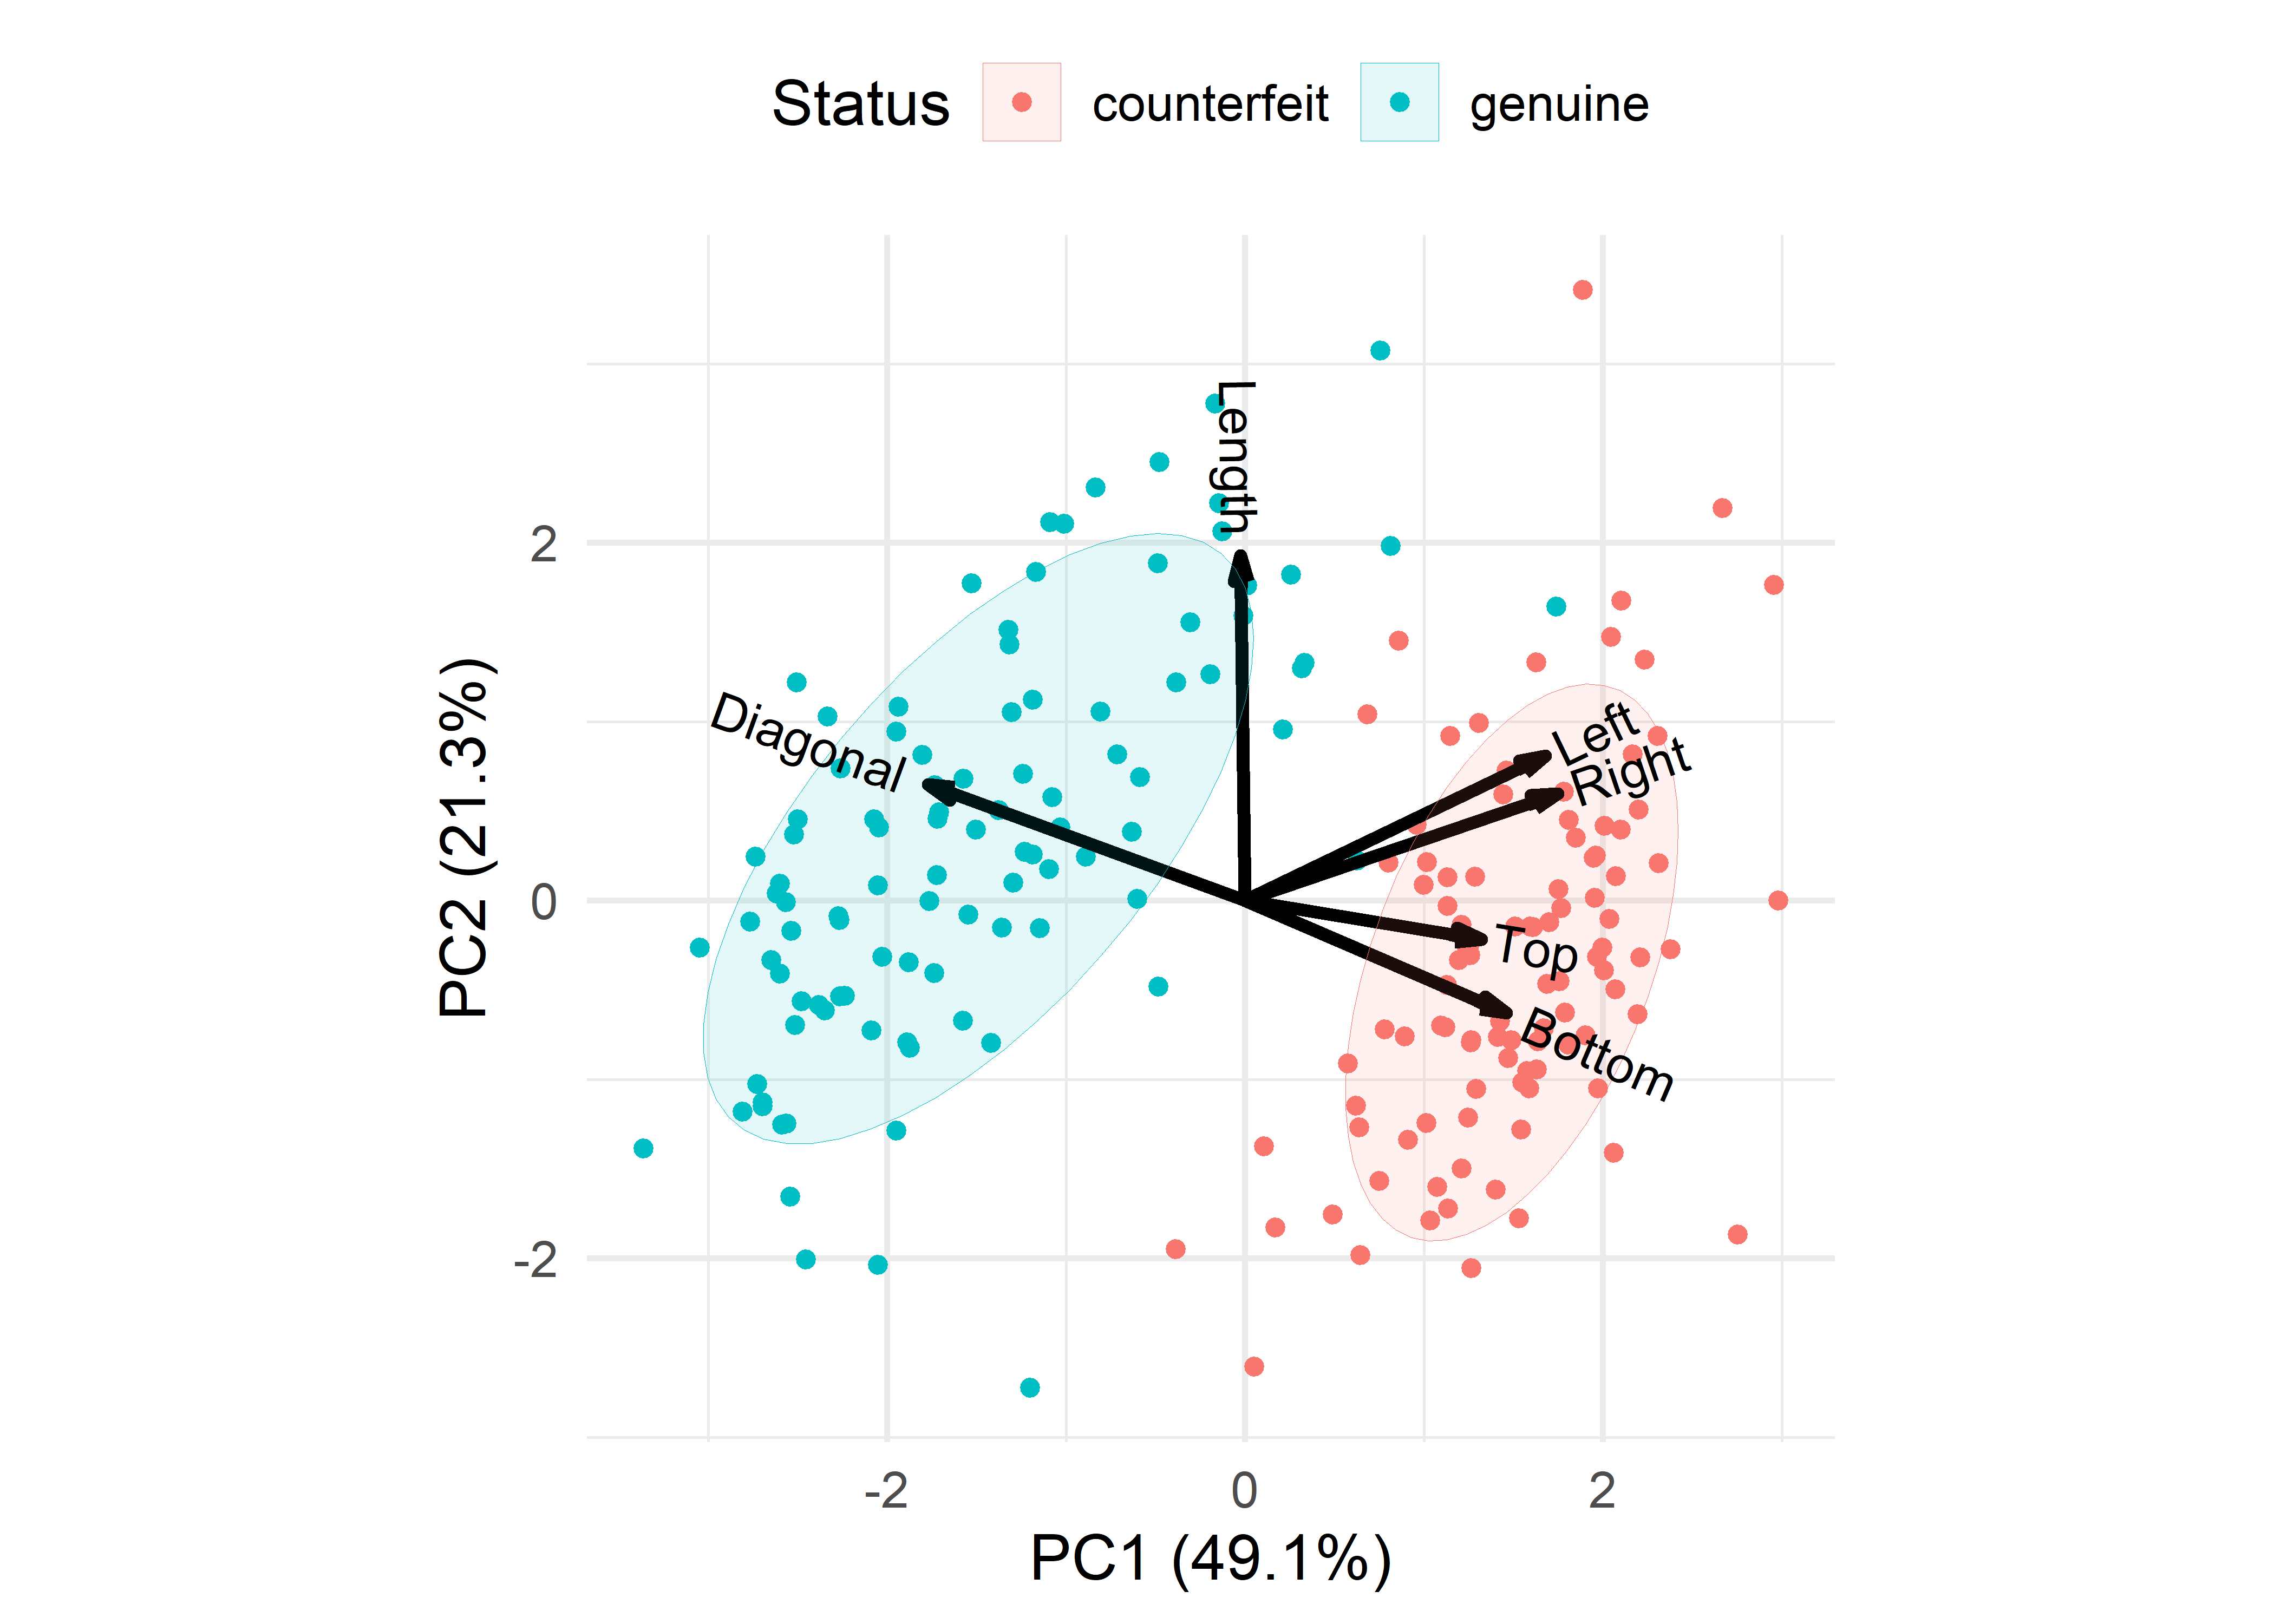 Status counterfeit genuine
Length
Diagonal
Left
Right
Top
Bottom
2
0
-2
-2 0 2
PC1 (49.1%)
PC2 (21.3%)